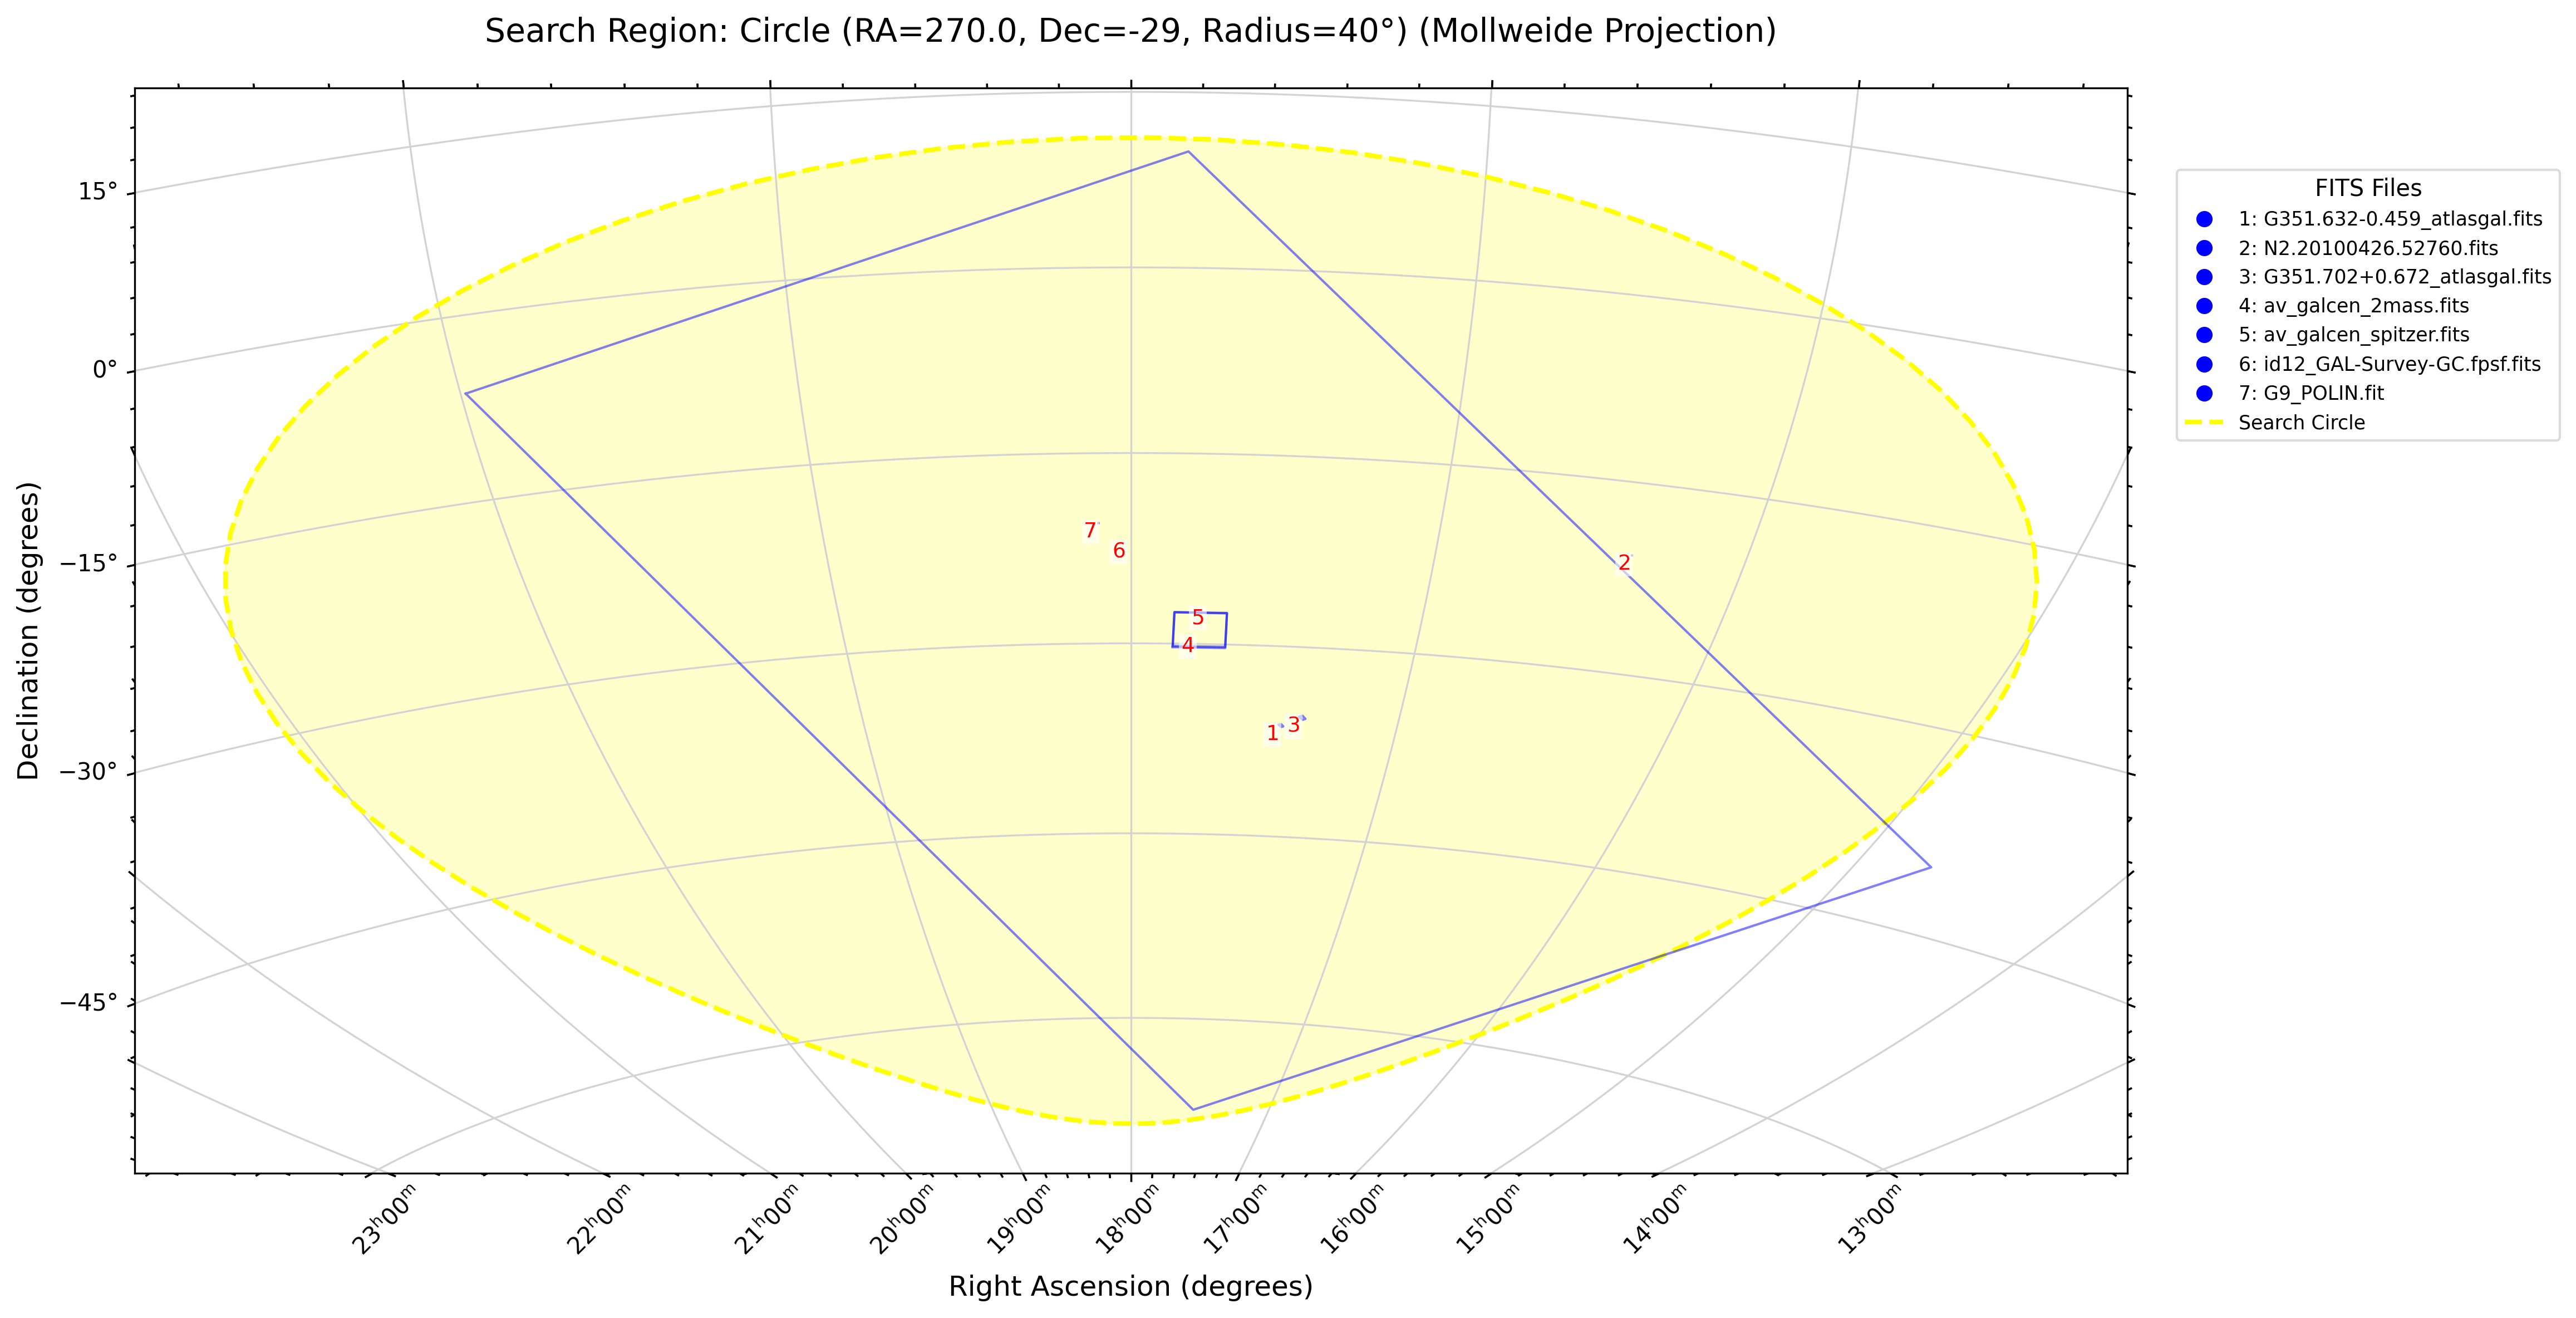 Search Region: Circle (RA=270.0, Dec=-29, Radius=40°) (Mollweide Projection)
FITS Files
1: G351.632-0.459_atlasgal.fits
2: N2.20100426.52760.fits
3: G351.702+0.672_atlasgal.fits
4: av_galcen_2mass.fits
5: av_galcen_spitzer.fits
6: id12_GAL-Survey-GC.fpsf.fits
7: G9_POLIN.fit
Search Circle
Declination (degrees)
15°
0°
−15°
−30°
−45°
7
6
2
5
4
1
3
23ʰ00ᵐ
22ʰ00ᵐ
21ʰ00ᵐ
20ʰ00ᵐ
19ʰ00ᵐ
18ʰ00ᵐ
17ʰ00ᵐ
16ʰ00ᵐ
15ʰ00ᵐ
14ʰ00ᵐ
13ʰ00ᵐ
Right Ascension (degrees)